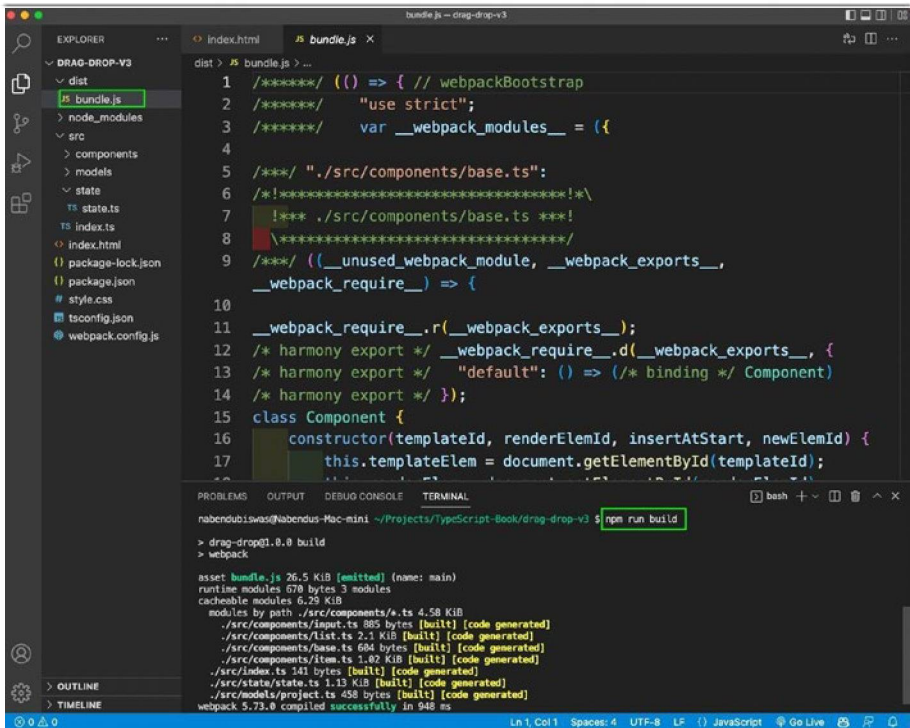 bundle.js — drag-drop-v3
EXPLORER ...
index.html JS bundle.js ×
DRAG-DROP-V3
dist
JS bundle.js
node_modules
src
components
models
state
TS state.ts
TS index.ts
<> index.html
{} package-lock.json
{} package.json
# style.css
tsconfig.json
webpack.config.js
OUTLINE
TIMELINE
dist > JS bundle.js > ...
1 /******/ (() => { // webpackBootstrap
2 /******/ "use strict";
3 /******/ var __webpack_modules__ = ({
4
5 /***/ "./src/components/base.ts":
6 /*!************************************!*\
7 !*** ./src/components/base.ts ***!
8 \************************************/
9 /***/ ((__unused_webpack_module, __webpack_exports__,
__webpack_require__) => {
10
11 __webpack_require__.r(__webpack_exports__);
12 /* harmony export */ __webpack_require__.d(__webpack_exports__, {
13 /* harmony export */ "default": () => (/* binding */ Component)
14 /* harmony export */ });
15 class Component {
16 constructor(templateId, renderElemId, insertAtStart, newElemId) {
17 this.templateElem = document.getElementById(templateId);
PROBLEMS OUTPUT DEBUG CONSOLE TERMINAL bash
nabendubiswas@Nabendus-Mac-mini ~/Projects/TypeScript-Book/drag-drop-v3 $ npm run build
> drag-drop@1.0.0 build
> webpack
asset bundle.js 26.5 KiB [emitted] (name: main)
runtime modules 670 bytes 3 modules
cacheable modules 6.29 KiB
modules by path ./src/components/*.ts 4.58 KiB
./src/components/input.ts 885 bytes [built] [code generated]
./src/components/list.ts 2.1 KiB [built] [code generated]
./src/components/base.ts 604 bytes [built] [code generated]
./src/components/item.ts 1.02 KiB [built] [code generated]
./src/index.ts 141 bytes [built] [code generated]
./src/state/state.ts 1.13 KiB [built] [code generated]
./src/models/project.ts 458 bytes [built] [code generated]
webpack 5.73.0 compiled successfully in 948 ms
0 0 Ln 1, Col 1 Spaces: 4 UTF-8 LF {} JavaScript Go Live